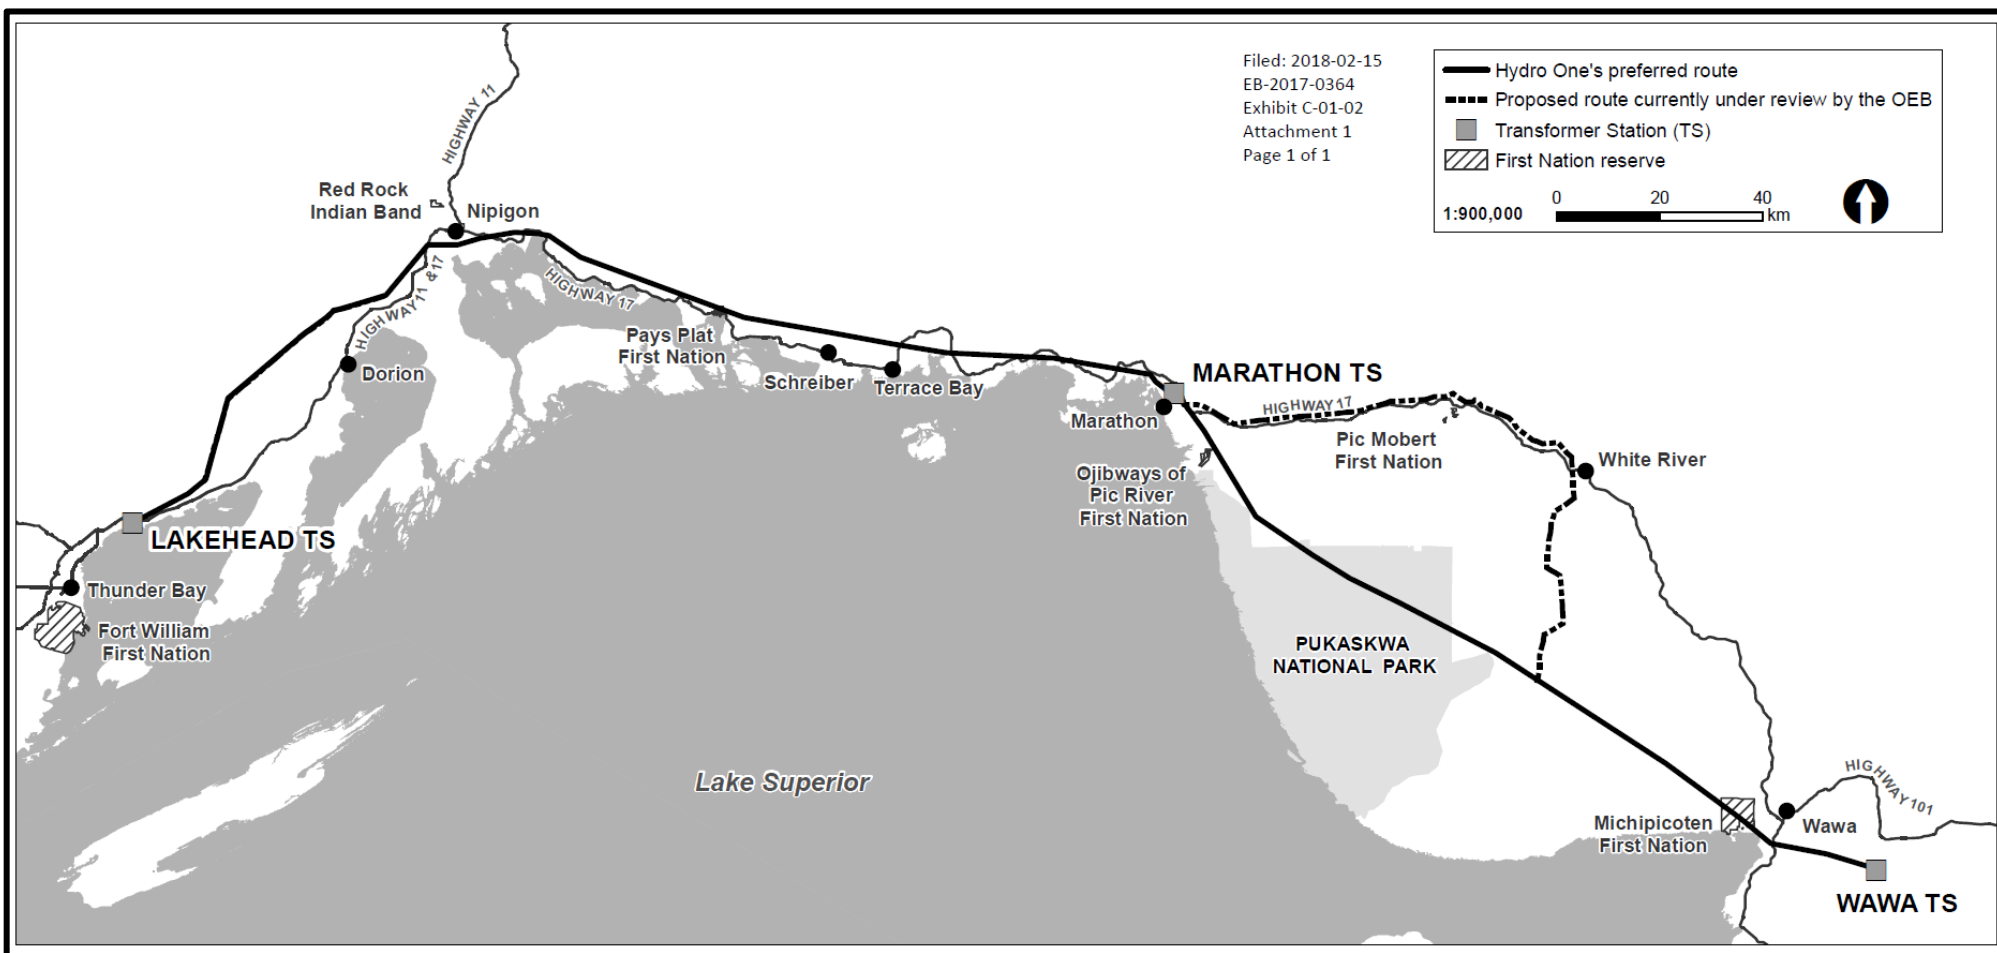 Filed: 2018-02-15
EB-2017-0364
Exhibit C-01-02
Attachment 1
Page 1 of 1
Hydro One's preferred route
Proposed route currently under review by the OEB
Transformer Station (TS)
First Nation reserve
0 20 40
1:900,000 km
HIGHWAY 11
Red Rock
Indian Band
Nipigon
HIGHWAY 11 & 17
HIGHWAY 17
Pays Plat
First Nation
Dorion
Schreiber
Terrace Bay
MARATHON TS
Marathon
HIGHWAY 17
Pic Mobert
First Nation
White River
Ojibways of
Pic River
First Nation
LAKEHEAD TS
Thunder Bay
Fort William
First Nation
PUKASKWA
NATIONAL PARK
Lake Superior
HIGHWAY 101
Michipicoten
First Nation
Wawa
WAWA TS